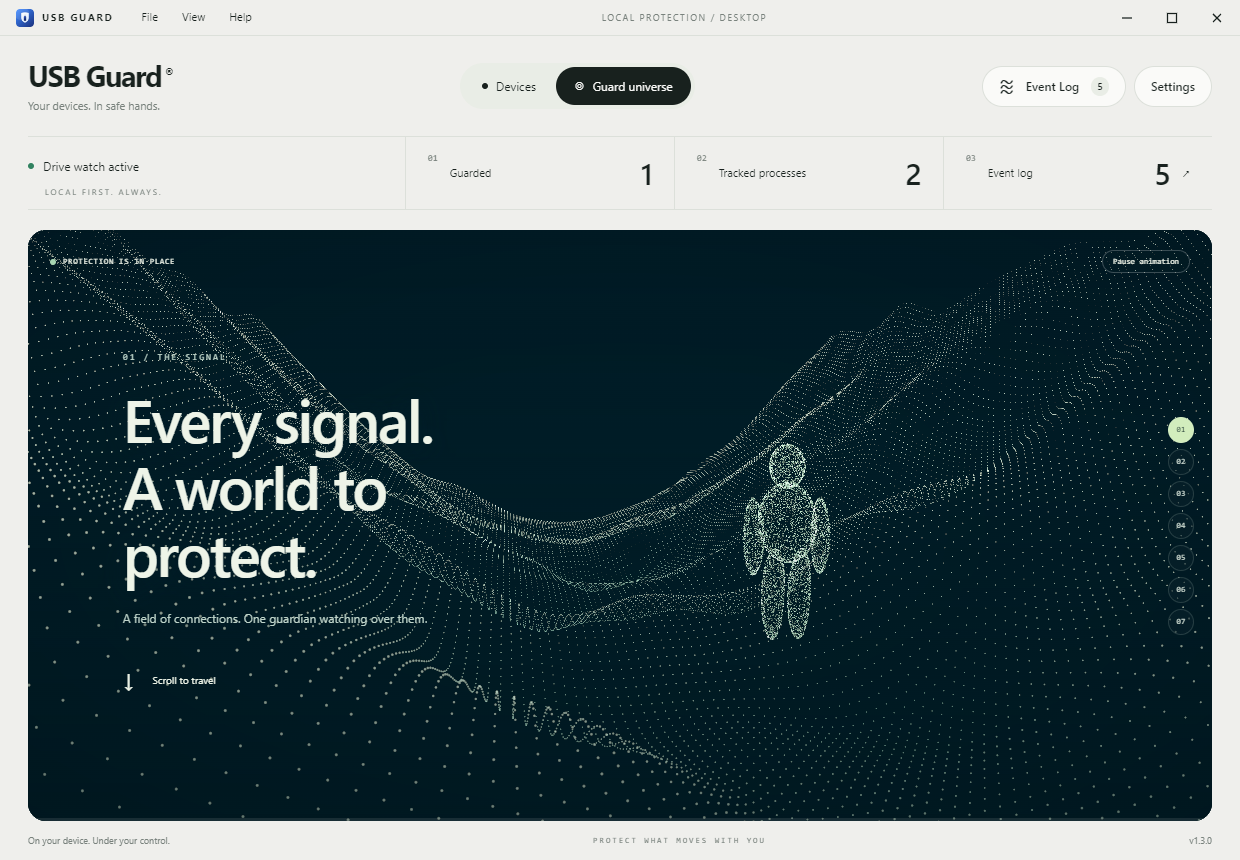 USB GUARD File View Help LOCAL PROTECTION / DESKTOP
USB Guard®
Your devices. In safe hands.
Devices
Guard universe
Event Log 5
Settings
Drive watch active
LOCAL FIRST. ALWAYS.
01 Guarded 1
02 Tracked processes 2
03 Event log 5 ↗
PROTECTION IS IN PLACE
Pause animation
01 / THE SIGNAL
Every signal.
A world to
protect.
A field of connections. One guardian watching over them.
↓ Scroll to travel
01
02
03
04
05
06
07
On your device. Under your control.
PROTECT WHAT MOVES WITH YOU
v1.3.0